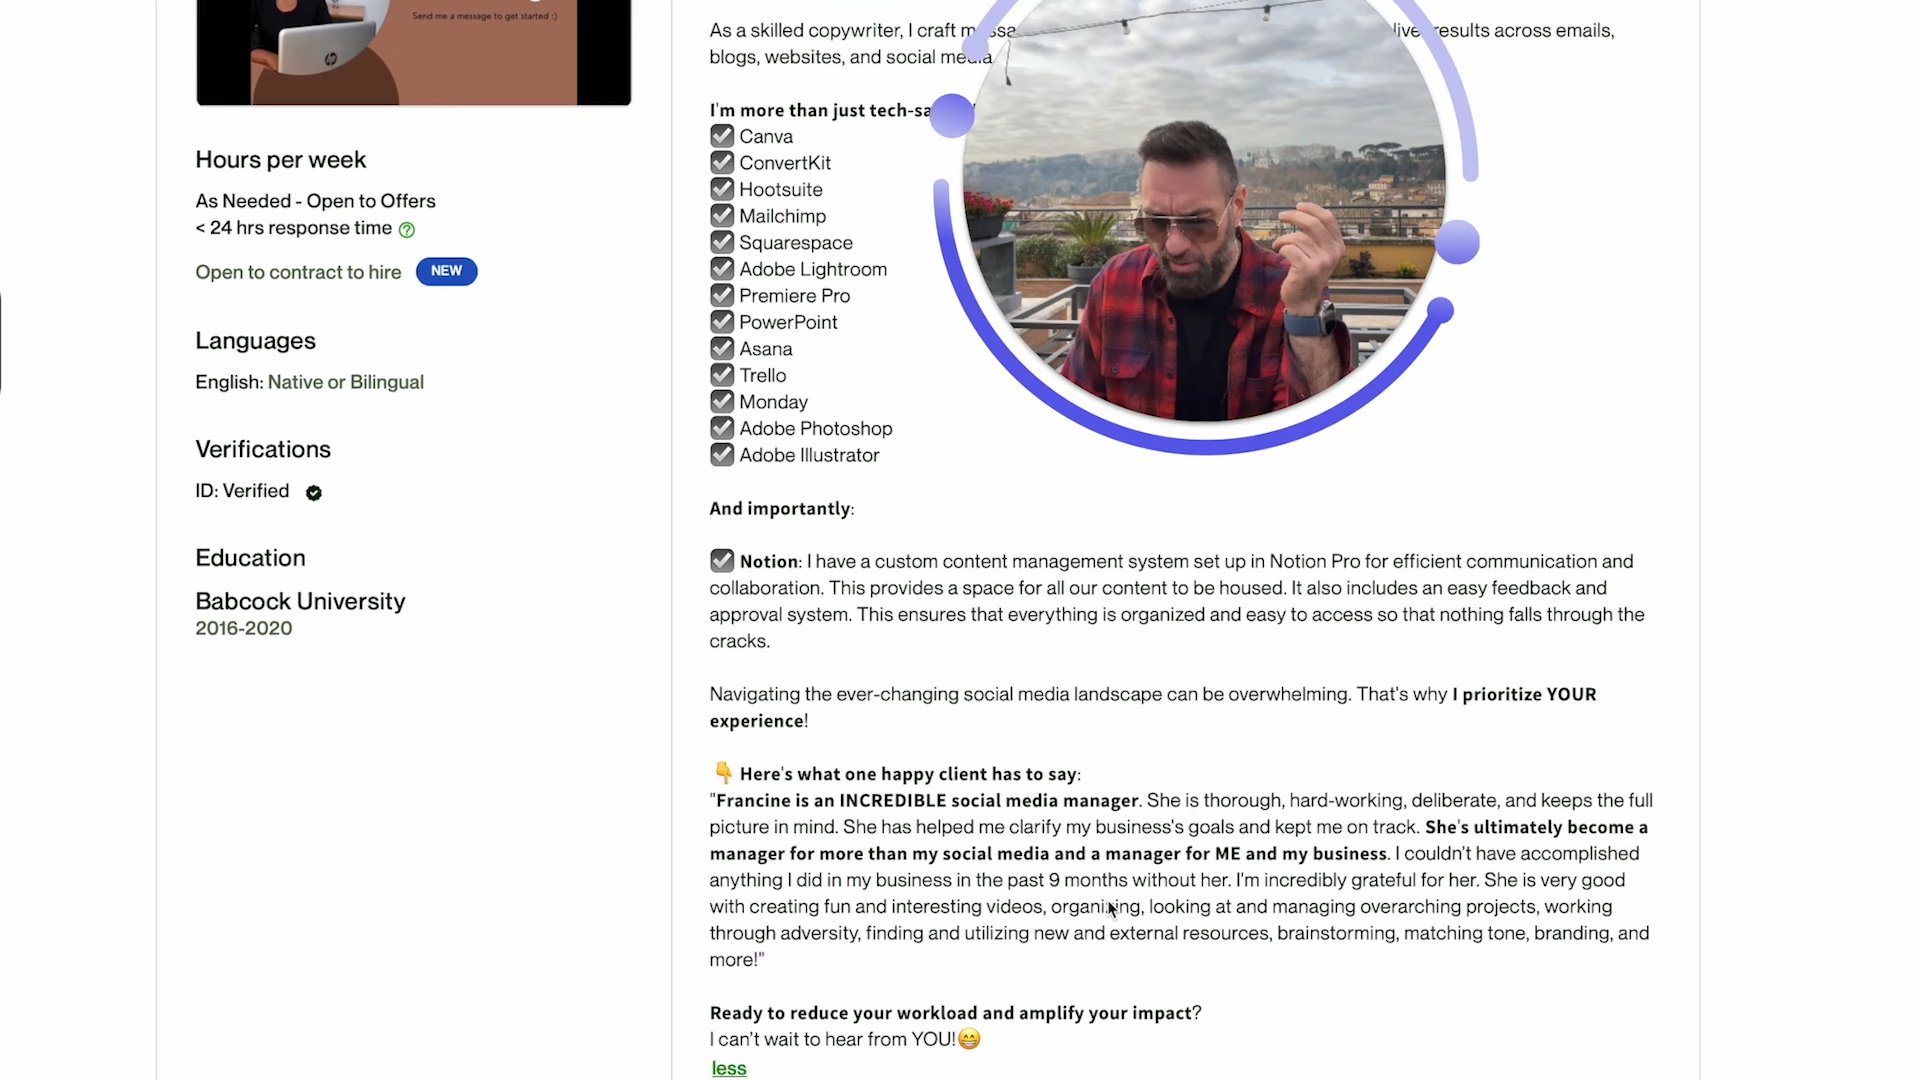 Send me a message to get started :)
hp
Hours per week
As Needed - Open to Offers
< 24 hrs response time ?
Open to contract to hire NEW
Languages
English: Native or Bilingual
Verifications
ID: Verified
Education
Babcock University
2016-2020
As a skilled copywriter, I craft results across emails,
blogs, websites, and social media
I'm more than just
Canva
ConvertKit
Hootsuite
Mailchimp
Squarespace
Adobe Lightroom
Premiere Pro
PowerPoint
Asana
Trello
Monday
Adobe Photoshop
Adobe Illustrator
And importantly:
Notion: I have a custom content management system set up in Notion Pro for efficient communication and
collaboration. This provides a space for all our content to be housed. It also includes an easy feedback and
approval system. This ensures that everything is organized and easy to access so that nothing falls through the
cracks.
Navigating the ever-changing social media landscape can be overwhelming. That's why I prioritize YOUR
experience!
👇 Here's what one happy client has to say:
"Francine is an INCREDIBLE social media manager. She is thorough, hard-working, deliberate, and keeps the full
picture in mind. She has helped me clarify my business's goals and kept me on track. She's ultimately become a
manager for more than my social media and a manager for ME and my business. I couldn't have accomplished
anything I did in my business in the past 9 months without her. I'm incredibly grateful for her. She is very good
with creating fun and interesting videos, organizing, looking at and managing overarching projects, working
through adversity, finding and utilizing new and external resources, brainstorming, matching tone, branding, and
more!"
Ready to reduce your workload and amplify your impact?
I can't wait to hear from YOU!😁
less